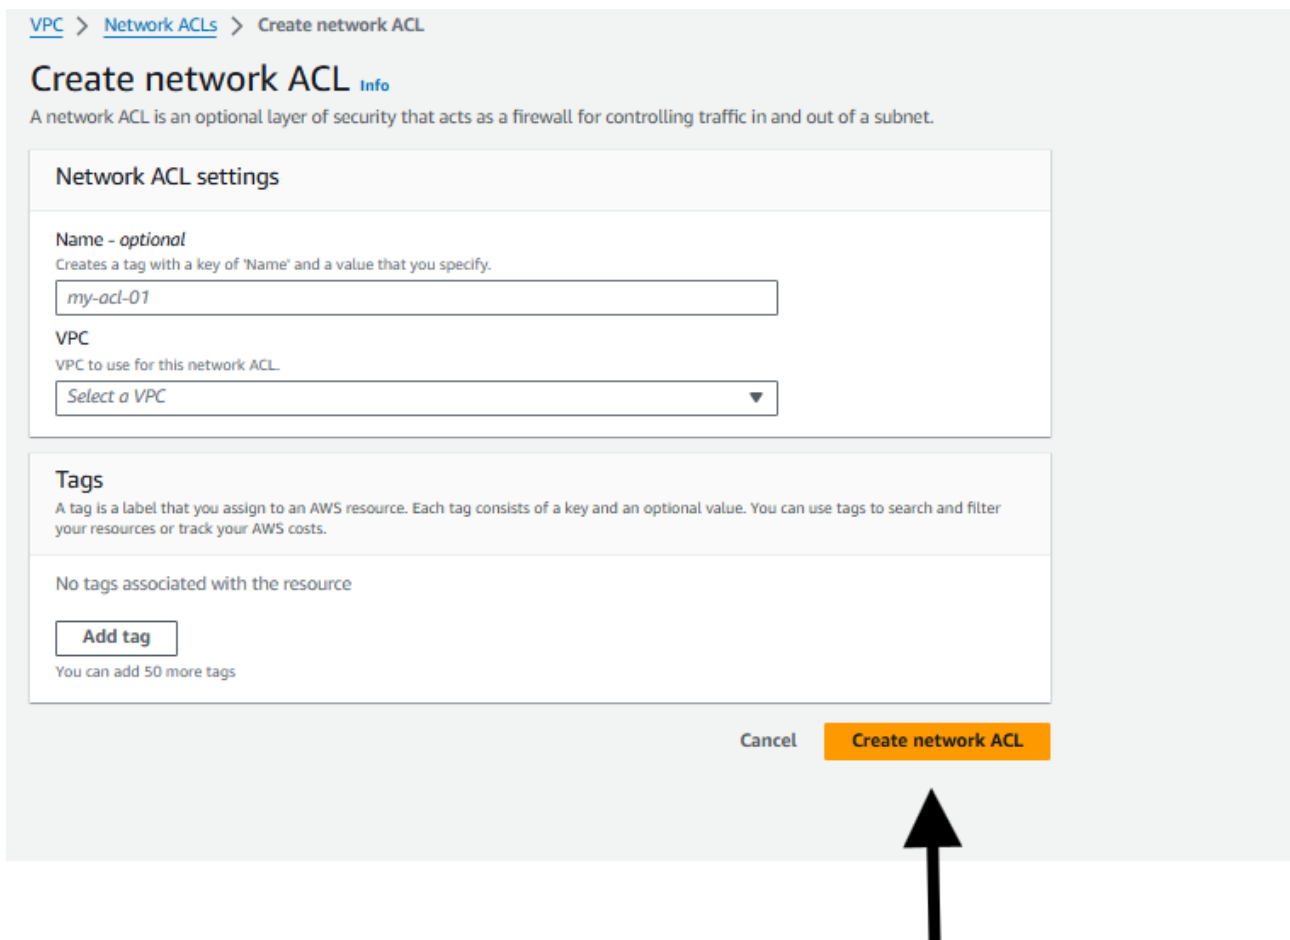 VPC > Network ACLs > Create network ACL
Create network ACL Info
A network ACL is an optional layer of security that acts as a firewall for controlling traffic in and out of a subnet.
Network ACL settings
Name - optional
Creates a tag with a key of 'Name' and a value that you specify.
my-acl-01
VPC
VPC to use for this network ACL.
Select a VPC
Tags
A tag is a label that you assign to an AWS resource. Each tag consists of a key and an optional value. You can use tags to search and filter
your resources or track your AWS costs.
No tags associated with the resource
Add tag
You can add 50 more tags
Cancel Create network ACL